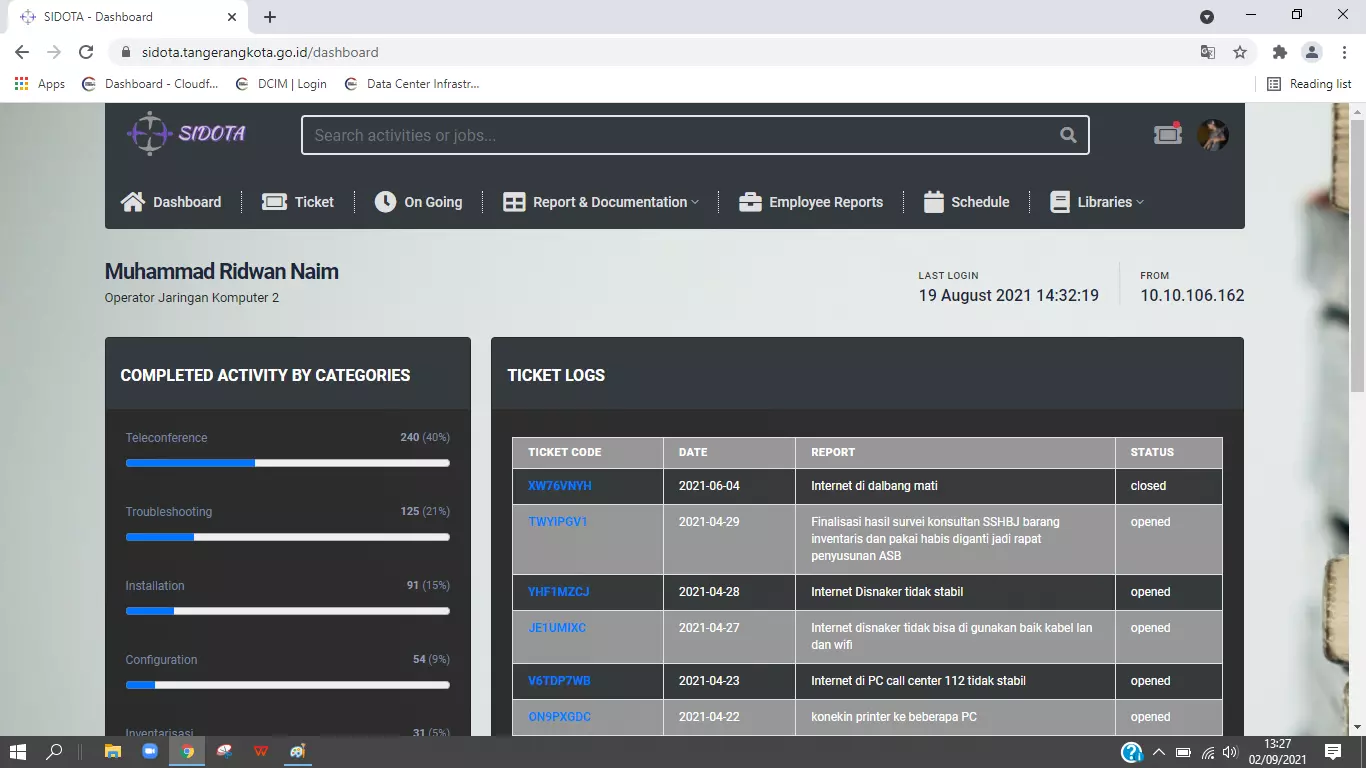 SIDOTA - Dashboard
sidota.tangerangkota.go.id/dashboard
Apps
Dashboard - Cloudf...
DCIM | Login
Data Center Infrastr...
Reading list
SIDOTA
Search activities or jobs...
Dashboard
Ticket
On Going
Report & Documentation
Employee Reports
Schedule
Libraries
Muhammad Ridwan Naim
Operator Jaringan Komputer 2
LAST LOGIN
19 August 2021 14:32:19
FROM
10.10.106.162
COMPLETED ACTIVITY BY CATEGORIES
Teleconference 240 (40%)
Troubleshooting 125 (21%)
Installation 91 (15%)
Configuration 54 (9%)
Inventarisasi 31 (5%)
TICKET LOGS
TICKET CODE DATE REPORT STATUS
XW76VNYH 2021-06-04 Internet di dalbang mati closed
TWYIPGV1 2021-04-29 Finalisasi hasil survei konsultan SSHBJ barang opened
inventaris dan pakai habis diganti jadi rapat
penyusunan ASB
YHF1MZCJ 2021-04-28 Internet Disnaker tidak stabil opened
JE1UMIXC 2021-04-27 Internet disnaker tidak bisa di gunakan baik kabel lan opened
dan wifi
V6TDP7WB 2021-04-23 Internet di PC call center 112 tidak stabil opened
ON9PXGDC 2021-04-22 konekin printer ke beberapa PC opened
13:27
02/09/2021